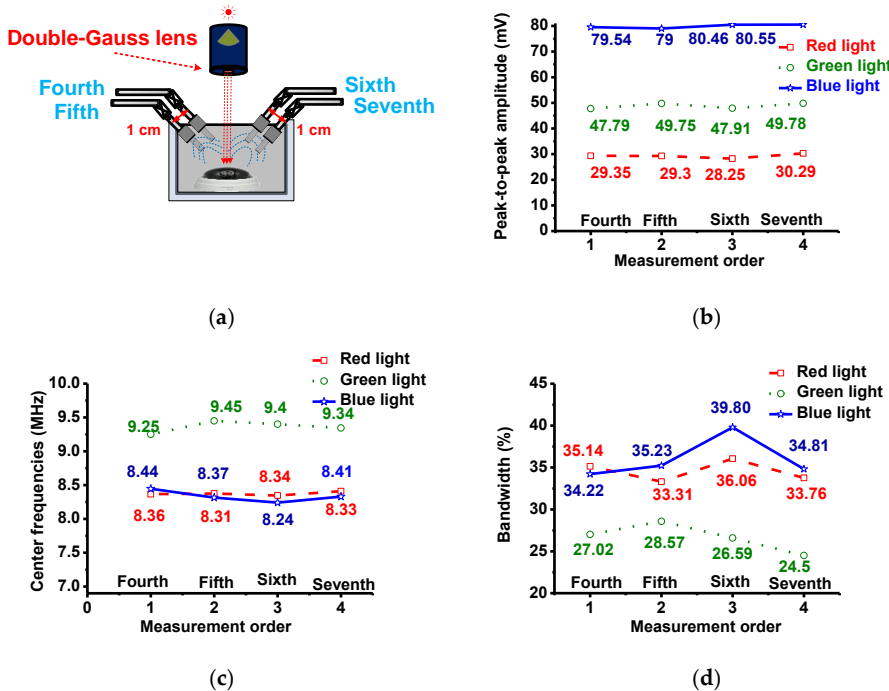 Double-Gauss lens
Fourth
Fifth
Sixth
Seventh
1 cm
1 cm
(a)
Peak-to-peak amplitude (mV)
80
70
60
50
40
30
20
10
0
79.54
79
80.46
80.55
Red light
Green light
Blue light
47.79
49.75
47.91
49.78
29.35
29.3
28.25
30.29
Fourth
Fifth
Sixth
Seventh
1
2
3
4
5
Measurement order
(b)
Red light
Green light
Blue light
Center frequencies (MHz)
10.0
9.5
9.0
8.5
8.0
7.5
7.0
9.25
9.45
9.4
9.34
8.44
8.37
8.34
8.41
8.36
8.31
8.24
8.33
Fourth
Fifth
Sixth
Seventh
0
1
2
3
4
5
Measurement order
(c)
Red light
Green light
Blue light
Bandwidth (%)
45
40
35
30
25
20
35.14
35.23
39.80
34.81
34.22
33.31
36.06
33.76
27.02
28.57
26.59
24.5
Fourth
Fifth
Sixth
Seventh
1
2
3
4
5
Measurement order
(d)